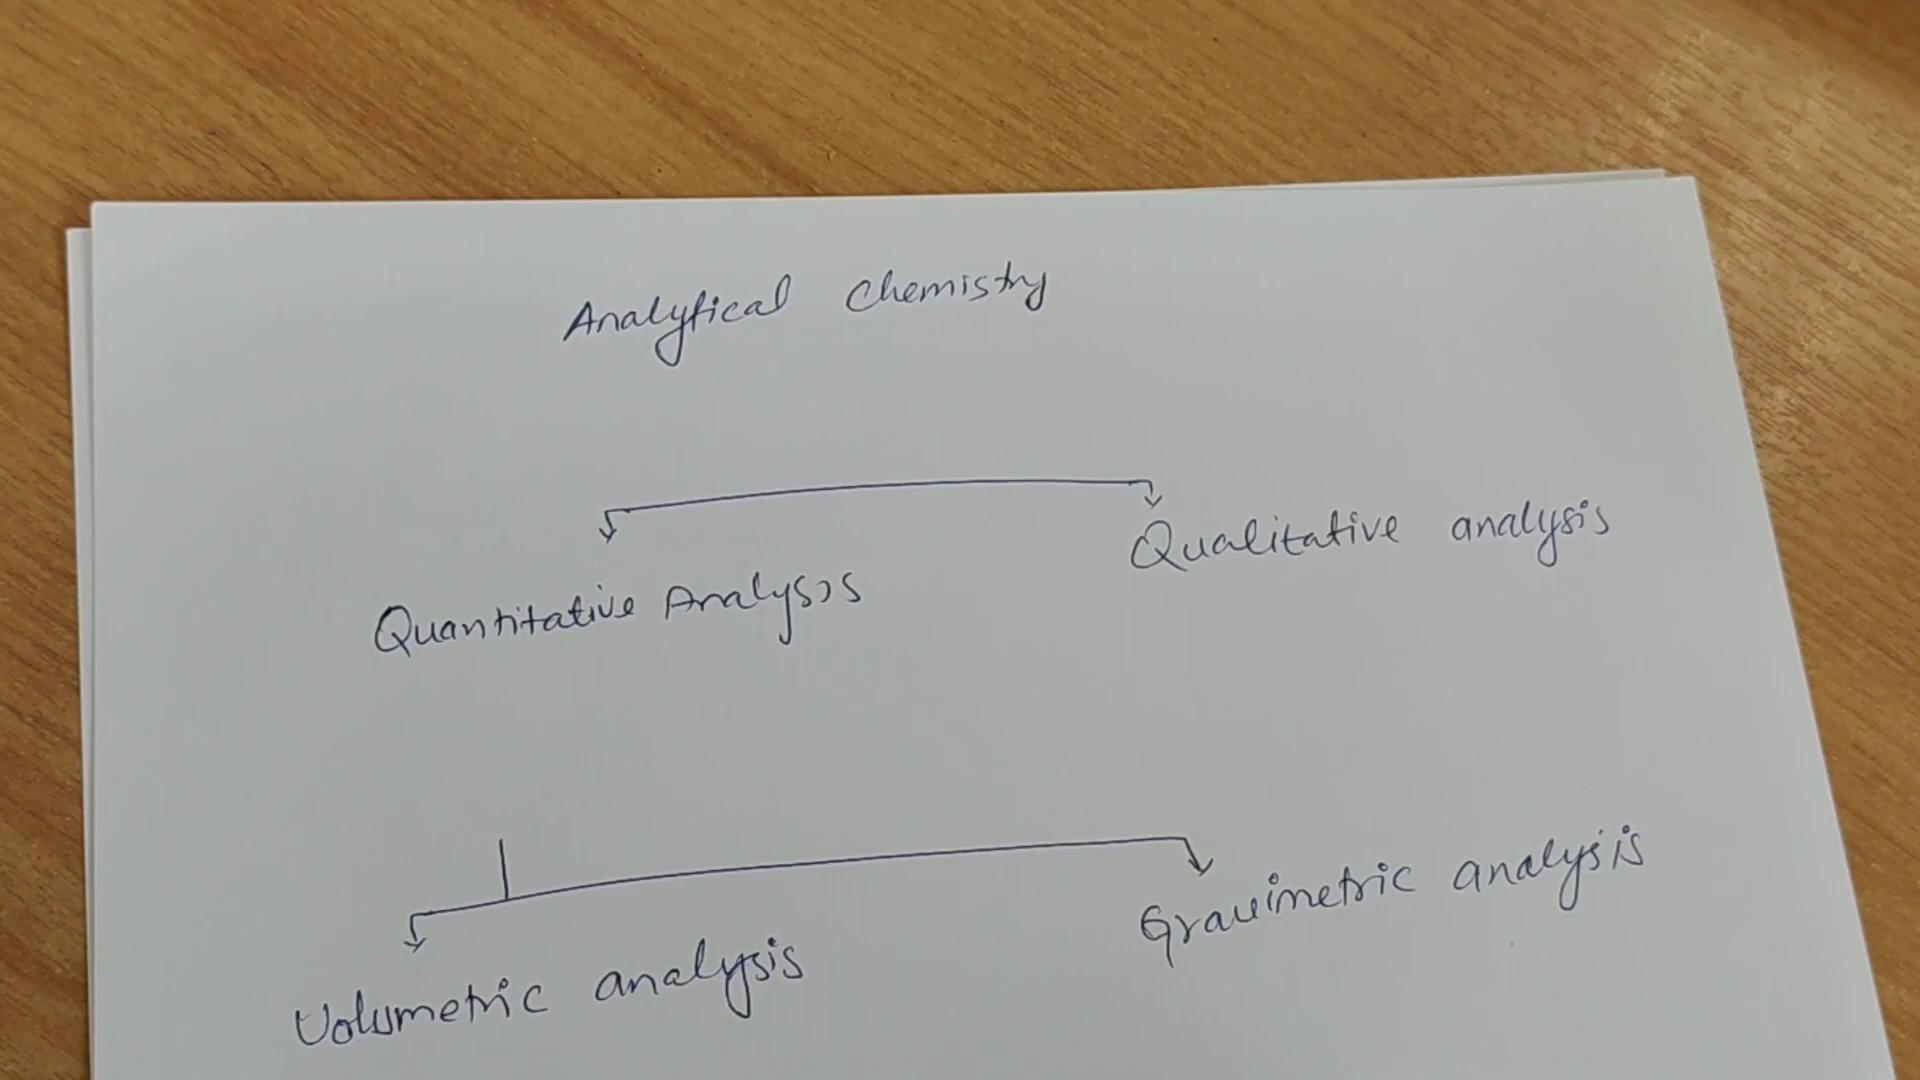 Analytical Chemistry
Quantitative Analysis
Qualitative analysis
Volumetric analysis
Gravimetric analysis